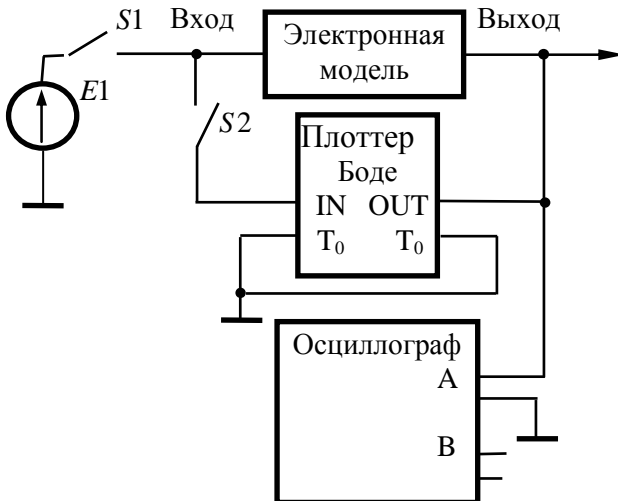 S1
Вход
Выход
Электронная
модель
E1
S2
Плоттер
Боде
IN OUT
T₀ T₀
Осциллограф
A
B